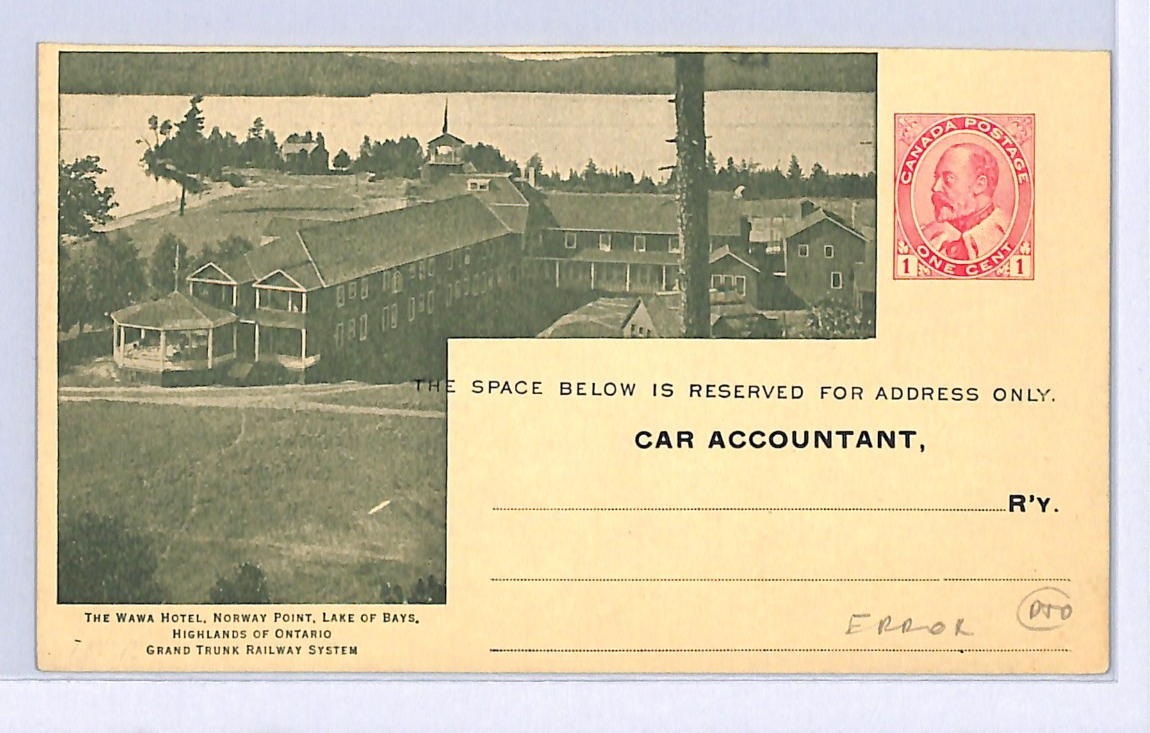 CANADA POSTAGE
ONE CENT
1 1
THE SPACE BELOW IS RESERVED FOR ADDRESS ONLY.
CAR ACCOUNTANT,
R'Y.
ERROR
THE WAWA HOTEL, NORWAY POINT, LAKE OF BAYS.
HIGHLANDS OF ONTARIO
GRAND TRUNK RAILWAY SYSTEM